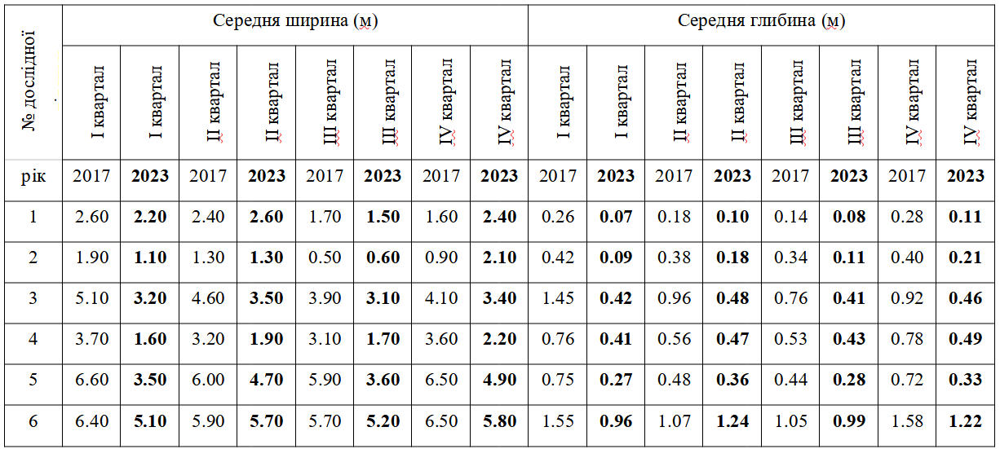 № дослідної
Середня ширина (м) Середня глибина (м)
І квартал І квартал ІІ квартал ІІ квартал ІІІ квартал ІІІ квартал IV квартал IV квартал І квартал І квартал ІІ квартал ІІ квартал ІІІ квартал ІІІ квартал IV квартал IV квартал
рік 2017 2023 2017 2023 2017 2023 2017 2023 2017 2023 2017 2023 2017 2023 2017 2023
1 2.60 2.20 2.40 2.60 1.70 1.50 1.60 2.40 0.26 0.07 0.18 0.10 0.14 0.08 0.28 0.11
2 1.90 1.10 1.30 1.30 0.50 0.60 0.90 2.10 0.42 0.09 0.38 0.18 0.34 0.11 0.40 0.21
3 5.10 3.20 4.60 3.50 3.90 3.10 4.10 3.40 1.45 0.42 0.96 0.48 0.76 0.41 0.92 0.46
4 3.70 1.60 3.20 1.90 3.10 1.70 3.60 2.20 0.76 0.41 0.56 0.47 0.53 0.43 0.78 0.49
5 6.60 3.50 6.00 4.70 5.90 3.60 6.50 4.90 0.75 0.27 0.48 0.36 0.44 0.28 0.72 0.33
6 6.40 5.10 5.90 5.70 5.70 5.20 6.50 5.80 1.55 0.96 1.07 1.24 1.05 0.99 1.58 1.22